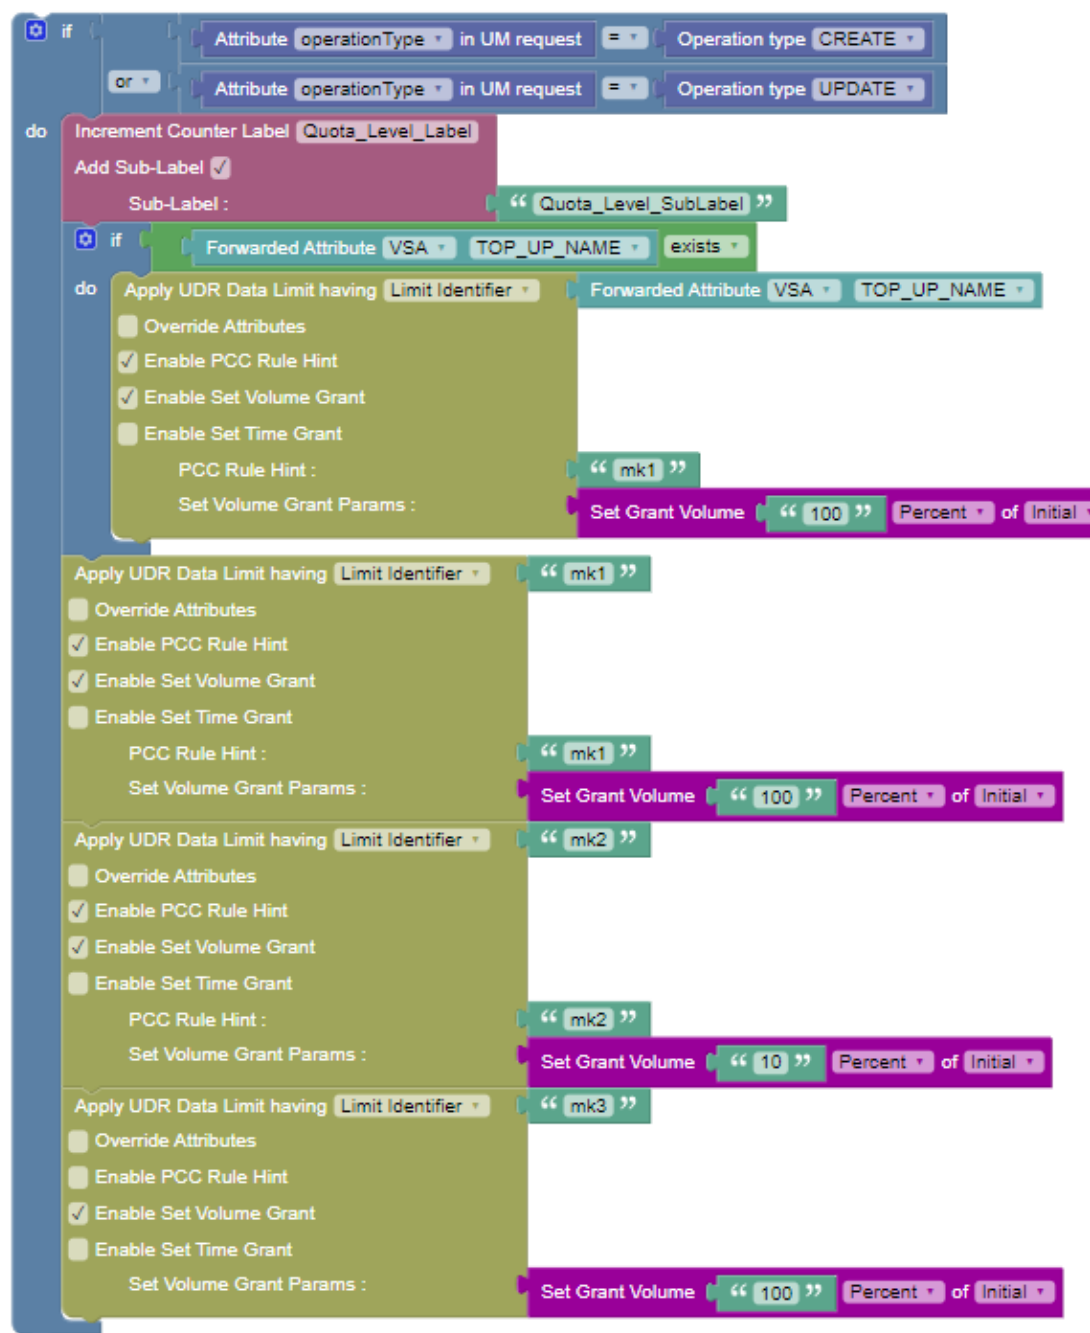 if Attribute operationType in UM request = Operation type CREATE
or Attribute operationType in UM request = Operation type UPDATE
do Increment Counter Label Quota_Level_Label
Add Sub-Label
Sub-Label : “ Quota_Level_SubLabel ”
if Forwarded Attribute VSA TOP_UP_NAME exists
do Apply UDR Data Limit having Limit Identifier Forwarded Attribute VSA TOP_UP_NAME
Override Attributes
Enable PCC Rule Hint
Enable Set Volume Grant
Enable Set Time Grant
PCC Rule Hint : “ mk1 ”
Set Volume Grant Params : Set Grant Volume “ 100 ” Percent of Initial
Apply UDR Data Limit having Limit Identifier “ mk1 ”
Override Attributes
Enable PCC Rule Hint
Enable Set Volume Grant
Enable Set Time Grant
PCC Rule Hint : “ mk1 ”
Set Volume Grant Params : Set Grant Volume “ 100 ” Percent of Initial
Apply UDR Data Limit having Limit Identifier “ mk2 ”
Override Attributes
Enable PCC Rule Hint
Enable Set Volume Grant
Enable Set Time Grant
PCC Rule Hint : “ mk2 ”
Set Volume Grant Params : Set Grant Volume “ 10 ” Percent of Initial
Apply UDR Data Limit having Limit Identifier “ mk3 ”
Override Attributes
Enable PCC Rule Hint
Enable Set Volume Grant
Enable Set Time Grant
Set Volume Grant Params : Set Grant Volume “ 100 ” Percent of Initial